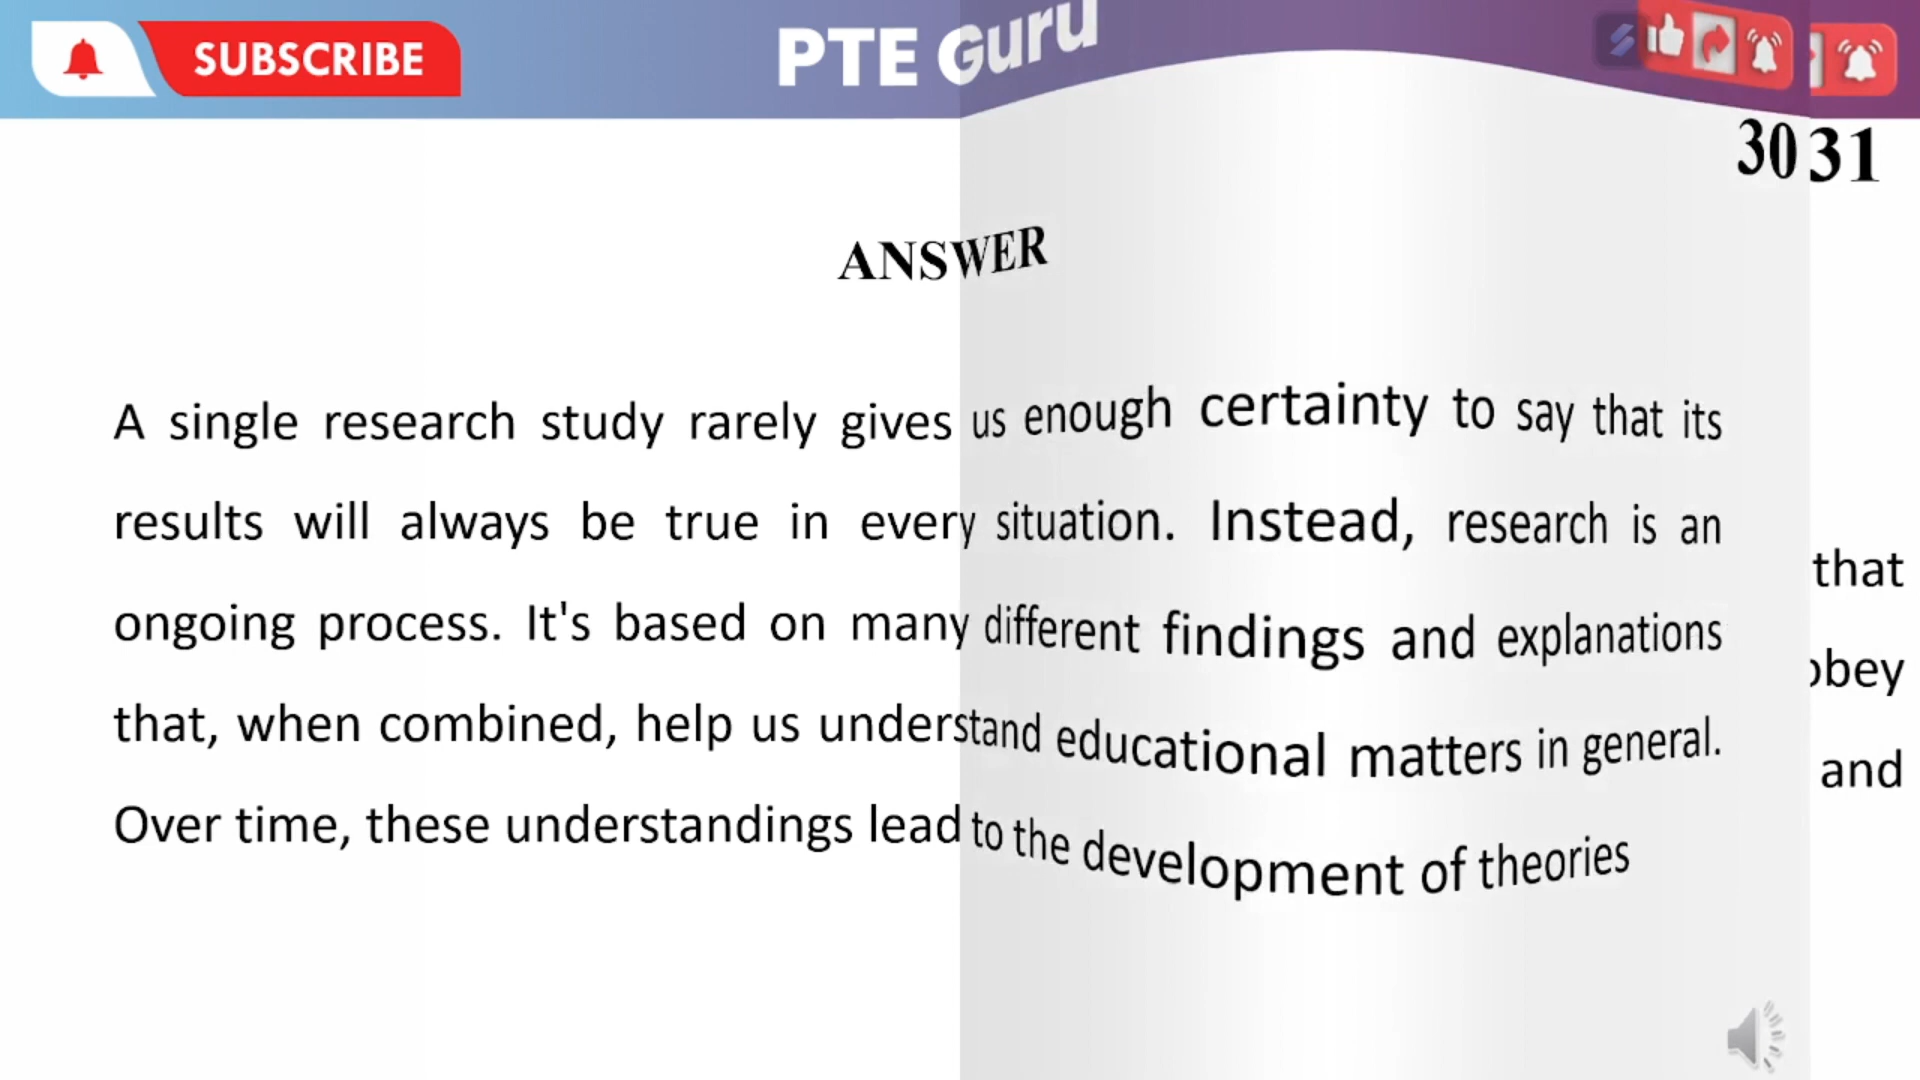 SUBSCRIBE
PTE Guru
30
31
ANSWER
A single research study rarely gives us enough certainty to say that its
results will always be true in every situation. Instead, research is an
ongoing process. It's based on many different findings and explanations
that, when combined, help us understand educational matters in general.
Over time, these understandings lead to the development of theories
that
obey
and